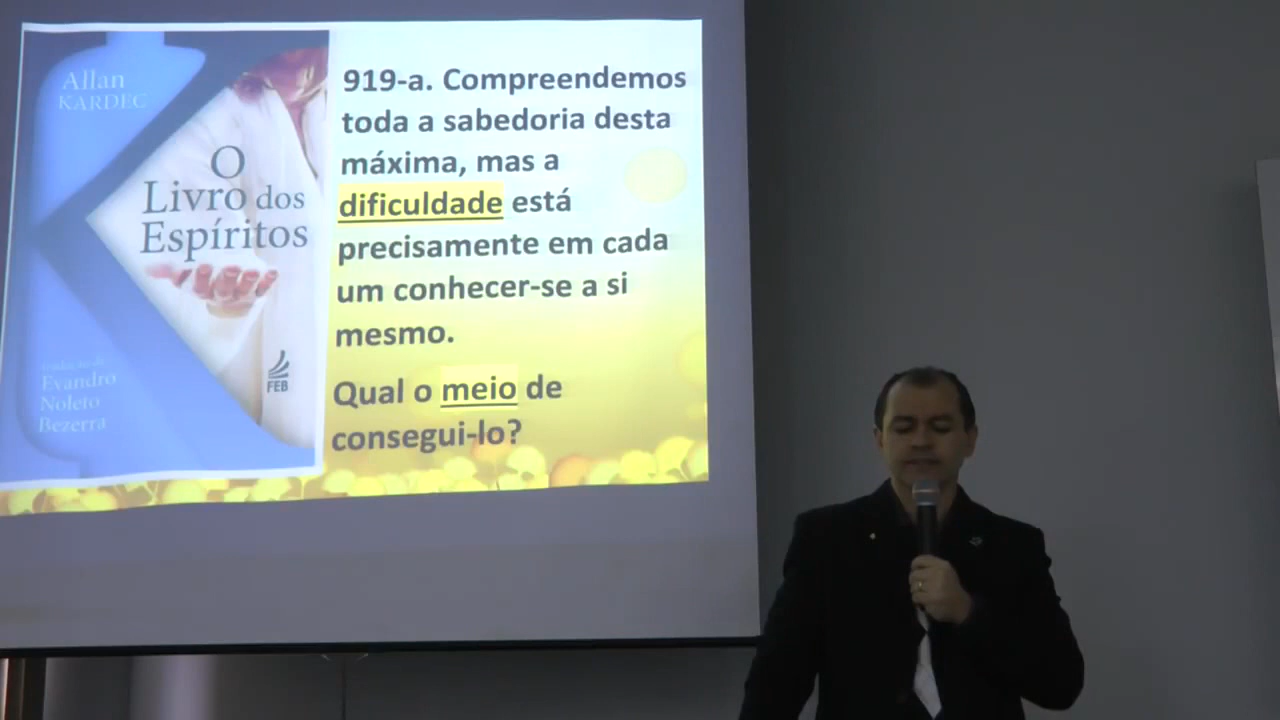 Allan
KARDEC
O
Livro dos
Espíritos
Evandro
Noleto
Bezerra
FEB
919-a. Compreendemos
toda a sabedoria desta
máxima, mas a
dificuldade está
precisamente em cada
um conhecer-se a si
mesmo.
Qual o meio de
consegui-lo?